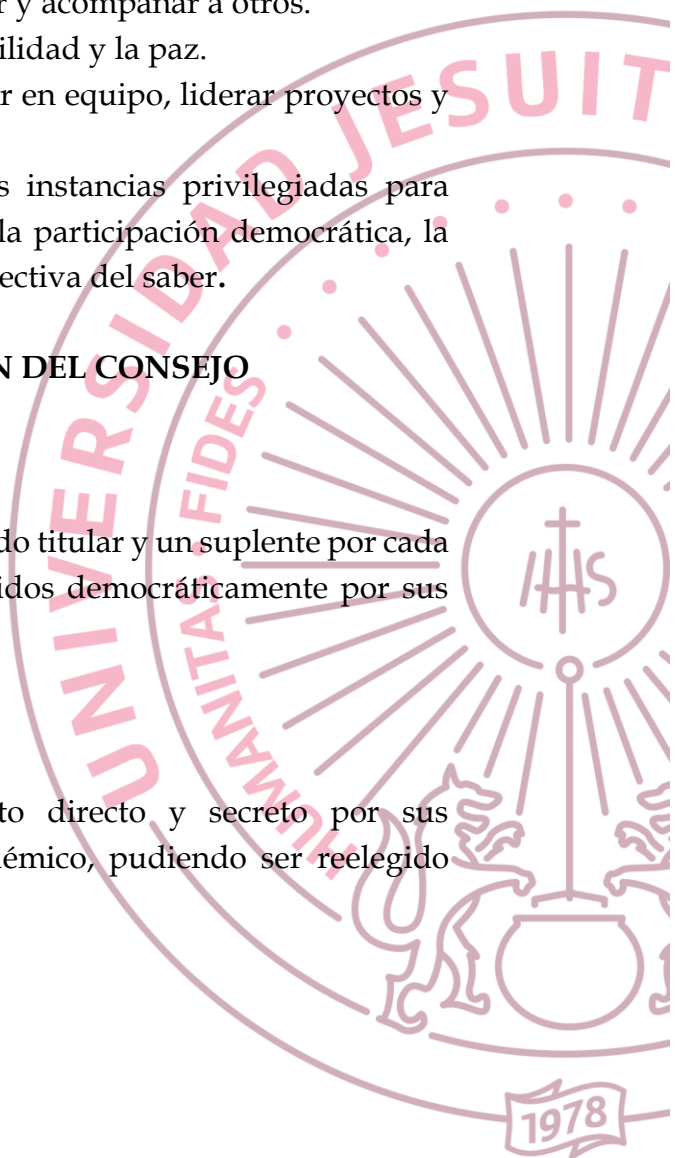 r y acompañar a otros.
ilidad y la paz.
r en equipo, liderar proyectos y
s instancias privilegiadas para
la participación democrática, la
ectiva del saber.
N DEL CONSEJO
do titular y un suplente por cada
idos democráticamente por sus
to directo y secreto por sus
émico, pudiendo ser reelegido
UNIVERSIDAD JESUIT
HUMANITAS • FIDES
IHS
1978